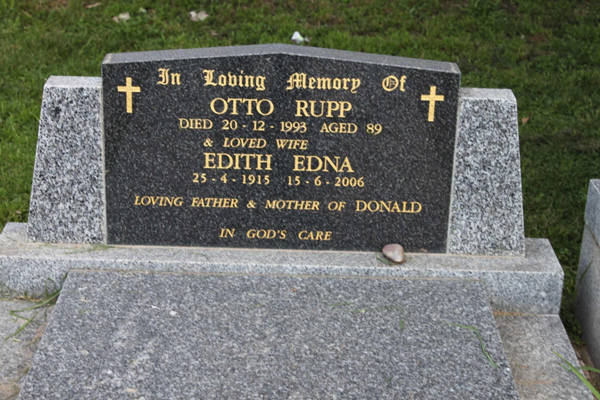 In Loving Memory Of
OTTO RUPP
DIED 20-12-1993 AGED 89
& LOVED WIFE
EDITH EDNA
25-4-1915 15-6-2006
LOVING FATHER & MOTHER OF DONALD
IN GOD'S CARE